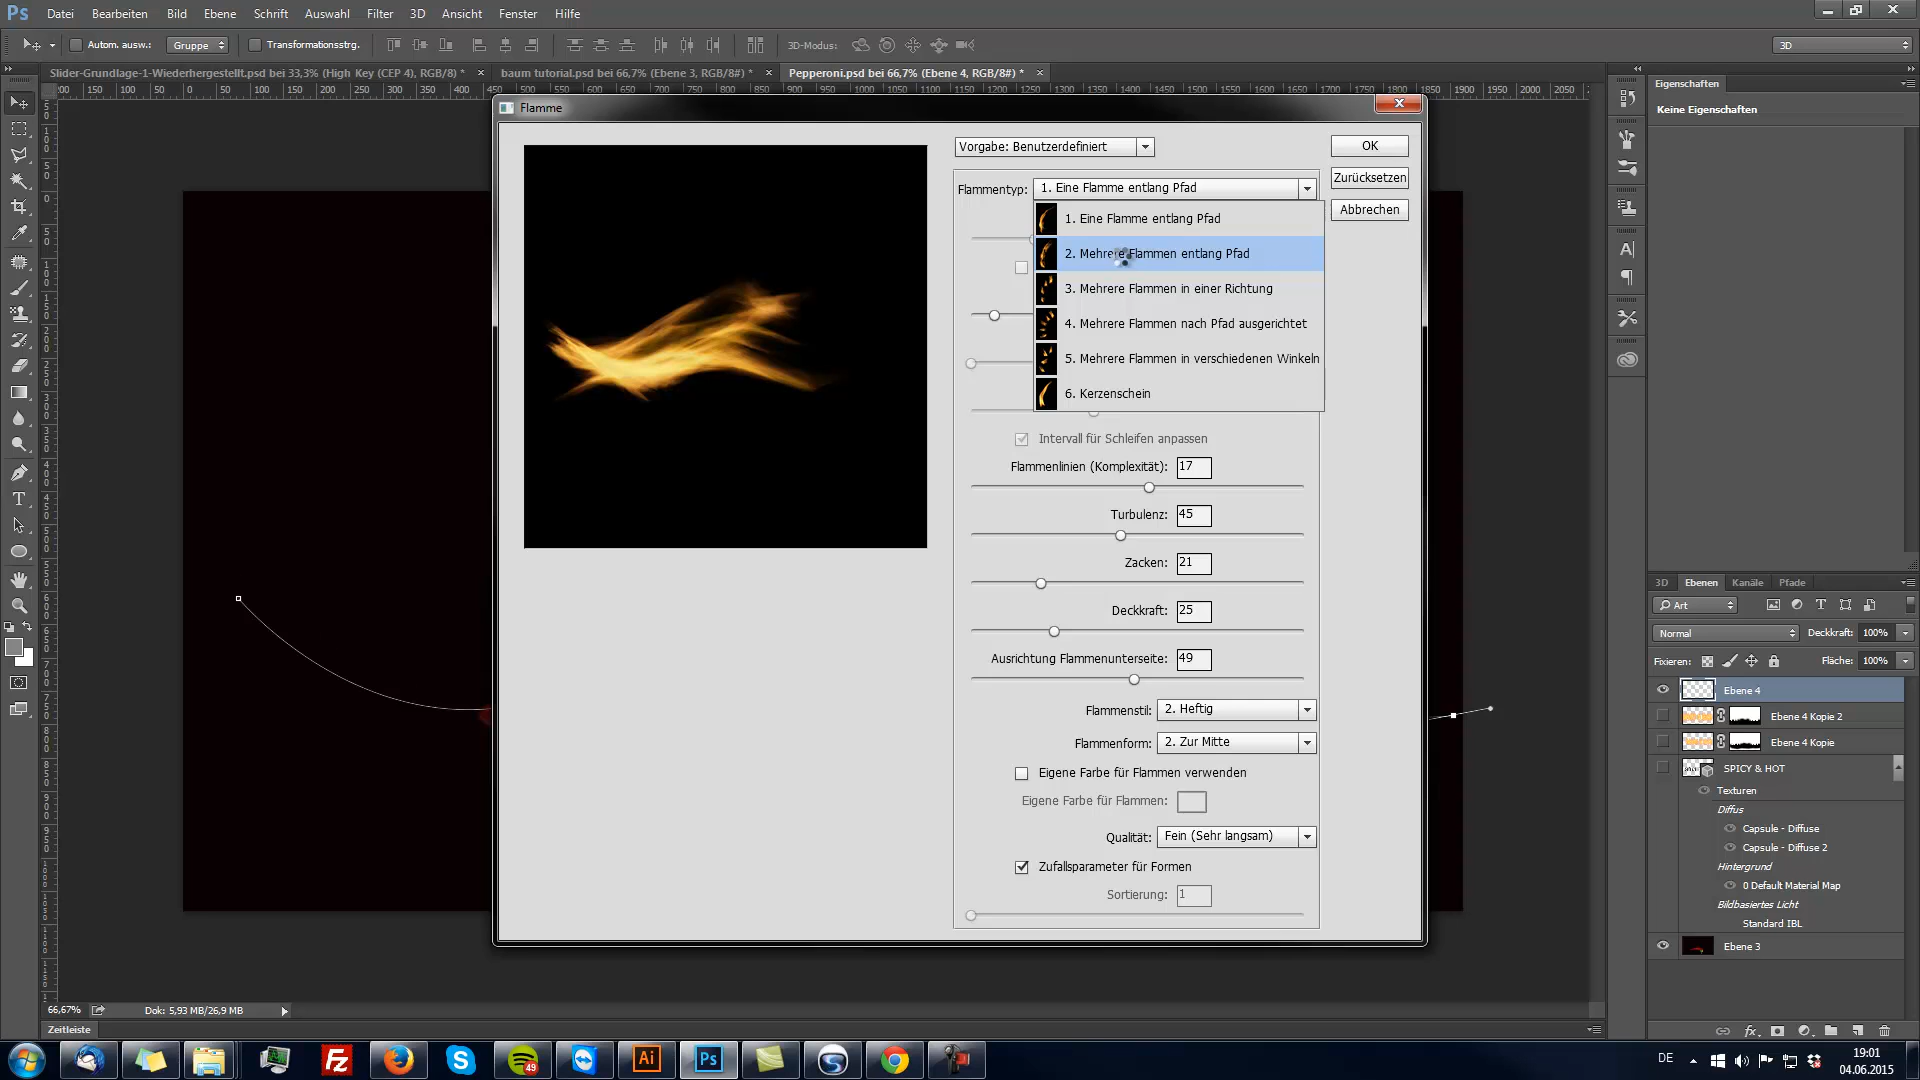 Ps Datei Bearbeiten Bild Ebene Schrift Auswahl Filter 3D Ansicht Fenster Hilfe
Autom. ausw.: Gruppe Transformationsstrg. 3D-Modus: 3D
Slider-Grundlage-1-Wiederhergestellt.psd bei 33,3% (High Key (CEP 4), RGB/8) * baum tutorial.psd bei 66,7% (Ebene 3, RGB/8#) * Pepperoni.psd bei 66,7% (Ebene 4, RGB/8#) *
Flamme
Vorgabe: Benutzerdefiniert
OK
Flammentyp: 1. Eine Flamme entlang Pfad
Zurücksetzen
Abbrechen
1. Eine Flamme entlang Pfad
2. Mehrere Flammen entlang Pfad
3. Mehrere Flammen in einer Richtung
4. Mehrere Flammen nach Pfad ausgerichtet
5. Mehrere Flammen in verschiedenen Winkeln
6. Kerzenschein
Intervall für Schleifen anpassen
Flammenlinien (Komplexität): 17
Turbulenz: 45
Zacken: 21
Deckkraft: 25
Ausrichtung Flammenunterseite: 49
Flammenstil: 2. Heftig
Flammenform: 2. Zur Mitte
Eigene Farbe für Flammen verwenden
Eigene Farbe für Flammen:
Qualität: Fein (Sehr langsam)
Zufallsparameter für Formen
Sortierung: 1
Eigenschaften
Keine Eigenschaften
3D Ebenen Kanäle Pfade
Art
Normal Deckkraft: 100%
Fixieren: Fläche: 100%
Ebene 4
Ebene 4 Kopie 2
Ebene 4 Kopie
SPICY & HOT
Texturen
Diffus
Capsule - Diffuse
Capsule - Diffuse 2
Hintergrund
0 Default Material Map
Bildbasiertes Licht
Standard IBL
Ebene 3
66,67% Dok: 5,93 MB/26,9 MB
Zeitleiste
49 Ai Ps DE 19:01
04.06.2015